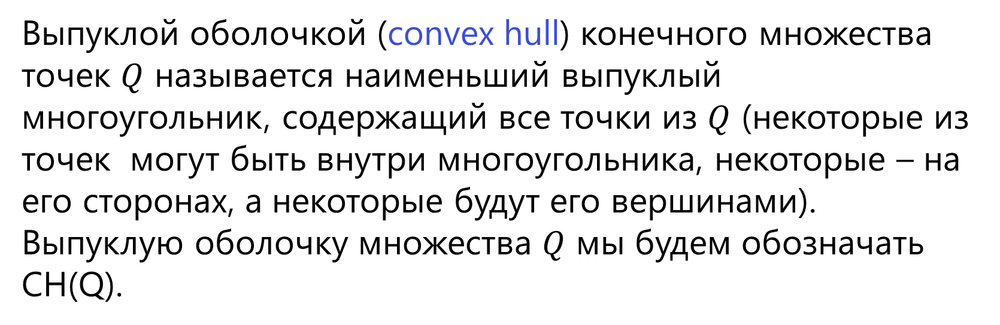 Выпуклой оболочкой (convex hull) конечного множества
точек Q называется наименьший выпуклый
многоугольник, содержащий все точки из Q (некоторые из
точек  могут быть внутри многоугольника, некоторые – на
его сторонах, а некоторые будут его вершинами).
Выпуклую оболочку множества Q мы будем обозначать
CH(Q).